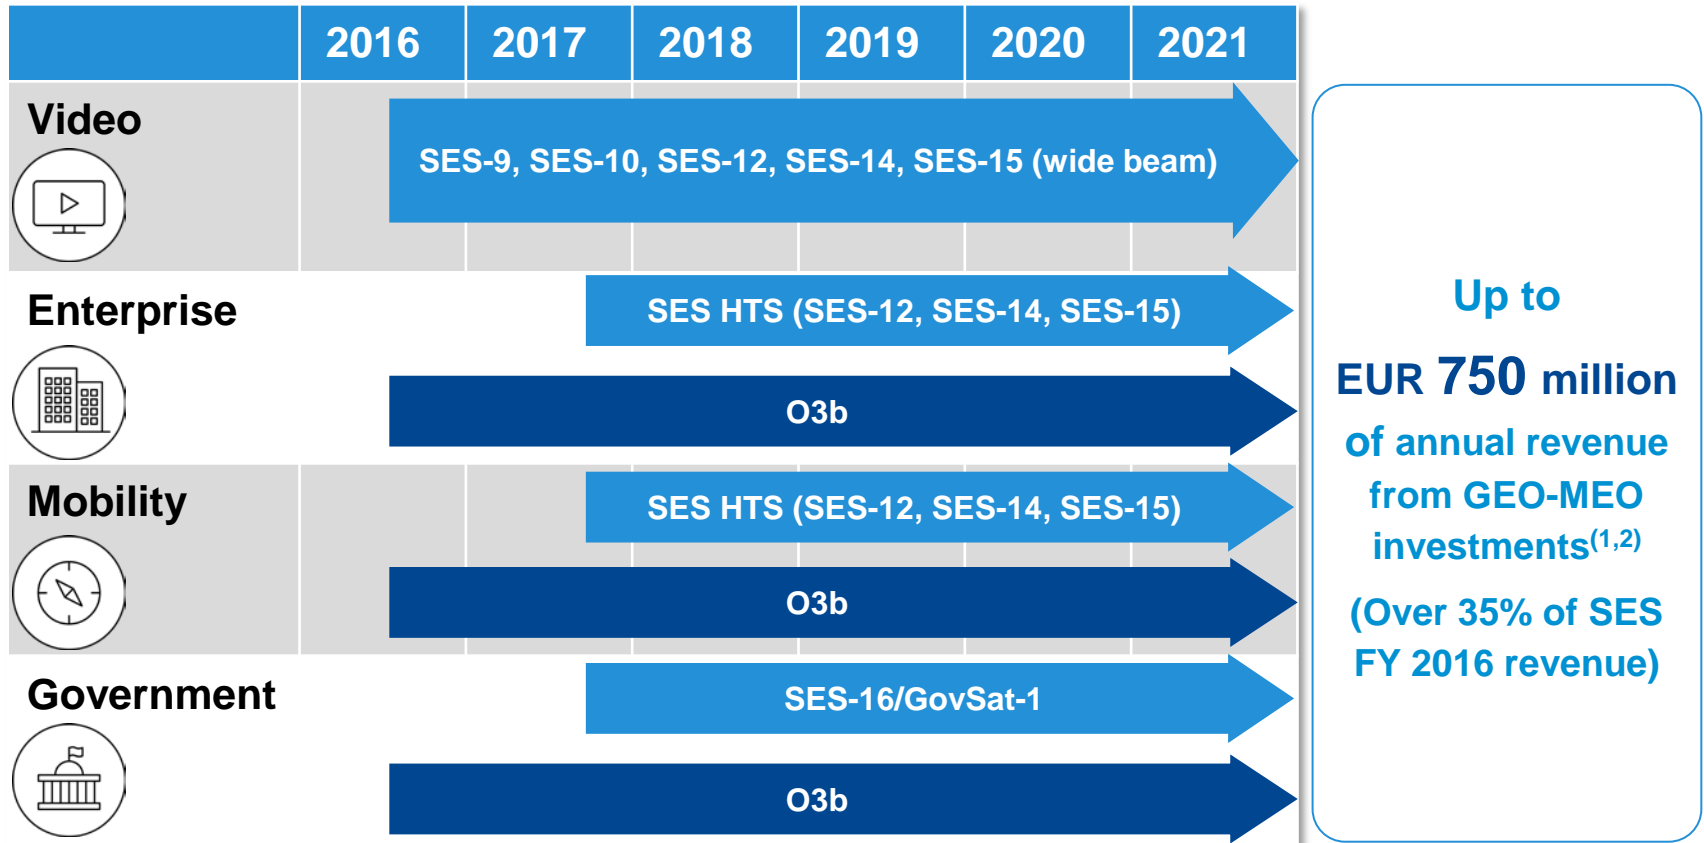 2016 2017 2018 2019 2020 2021
Video
SES-9, SES-10, SES-12, SES-14, SES-15 (wide beam)
Enterprise
SES HTS (SES-12, SES-14, SES-15)
O3b
Mobility
SES HTS (SES-12, SES-14, SES-15)
O3b
Government
SES-16/GovSat-1
O3b
Up to
EUR 750 million
of annual revenue
from GEO-MEO
investments(1,2)
(Over 35% of SES
FY 2016 revenue)